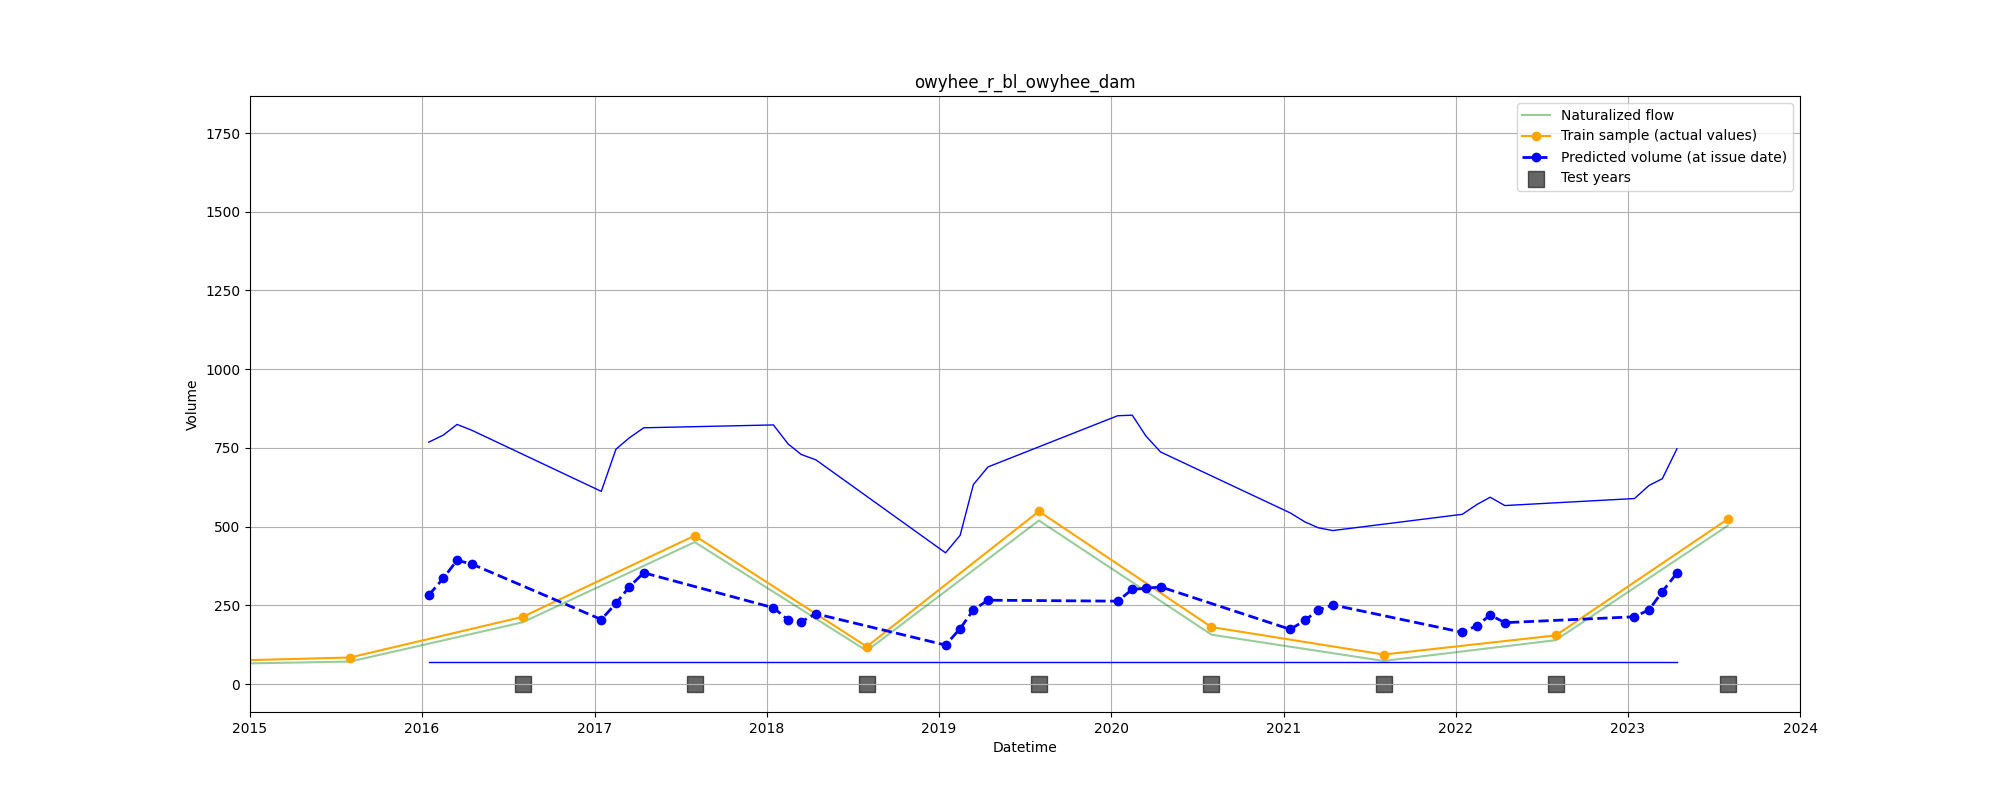 owyhee_r_bl_owyhee_dam
Naturalized flow
Train sample (actual values)
Predicted volume (at issue date)
Test years
Volume
1750
1500
1250
1000
750
500
250
0
2015 2016 2017 2018 2019 2020 2021 2022 2023 2024
Datetime